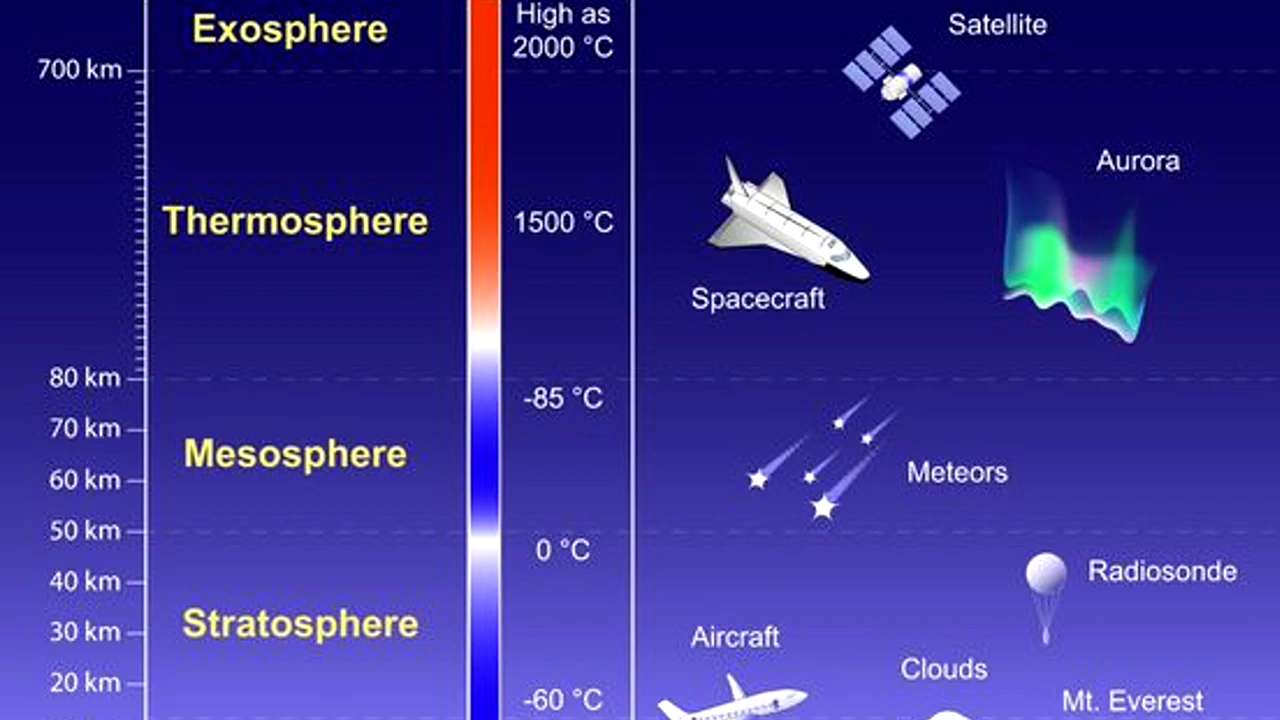 Exosphere
High as
2000 °C
Satellite
700 km
Aurora
Thermosphere
1500 °C
Spacecraft
80 km
-85 °C
70 km
Mesosphere
Meteors
60 km
50 km
0 °C
Radiosonde
40 km
Stratosphere
30 km
Aircraft
Clouds
20 km
-60 °C
Mt. Everest